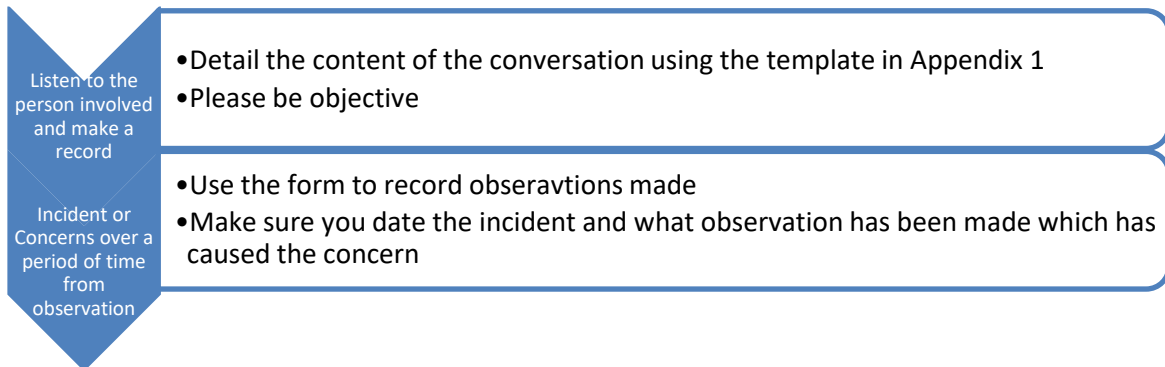 Listen to the
person involved
and make a
record
•Detail the content of the conversation using the template in Appendix 1
•Please be objective
Incident or
Concerns over a
period of time
from
observation
•Use the form to record obseravtions made
•Make sure you date the incident and what observation has been made which has
caused the concern